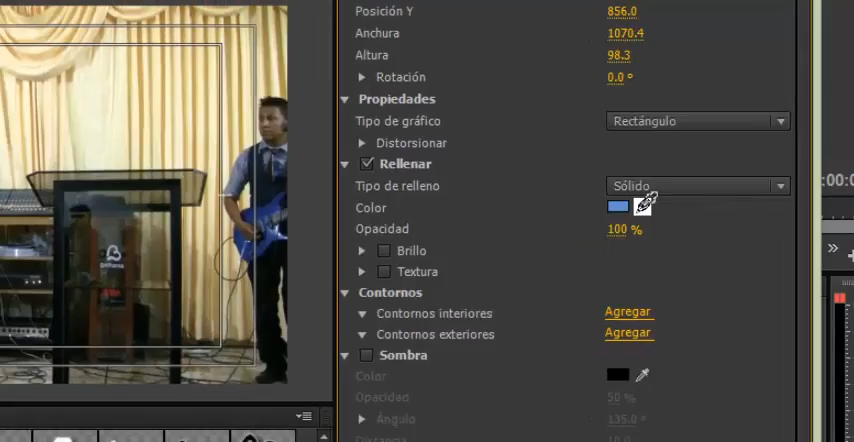 Posición Y 856.0
Anchura 1070.4
Altura 98.3
Rotación 0.0 °
Propiedades
Tipo de gráfico Rectángulo
Distorsionar
Rellenar
Tipo de relleno Sólido
Color
Opacidad 100 %
Brillo
Textura
Contornos
Contornos interiores Agregar
Contornos exteriores Agregar
Sombra
Color
Opacidad 50 %
Ángulo 135.0 °
:00:0